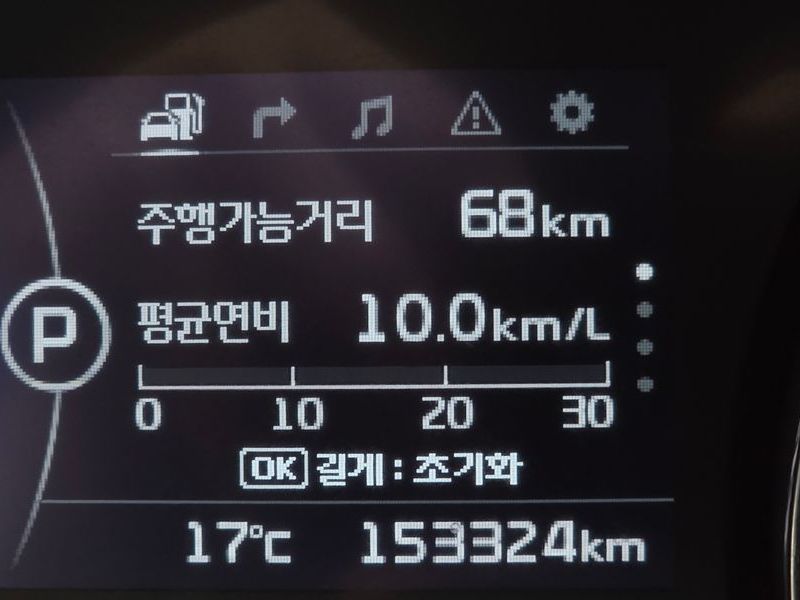 주행가능거리 68km
P
평균연비 10.0km/L
0 10 20 30
OK 길게 : 초기화
17℃ 153324km